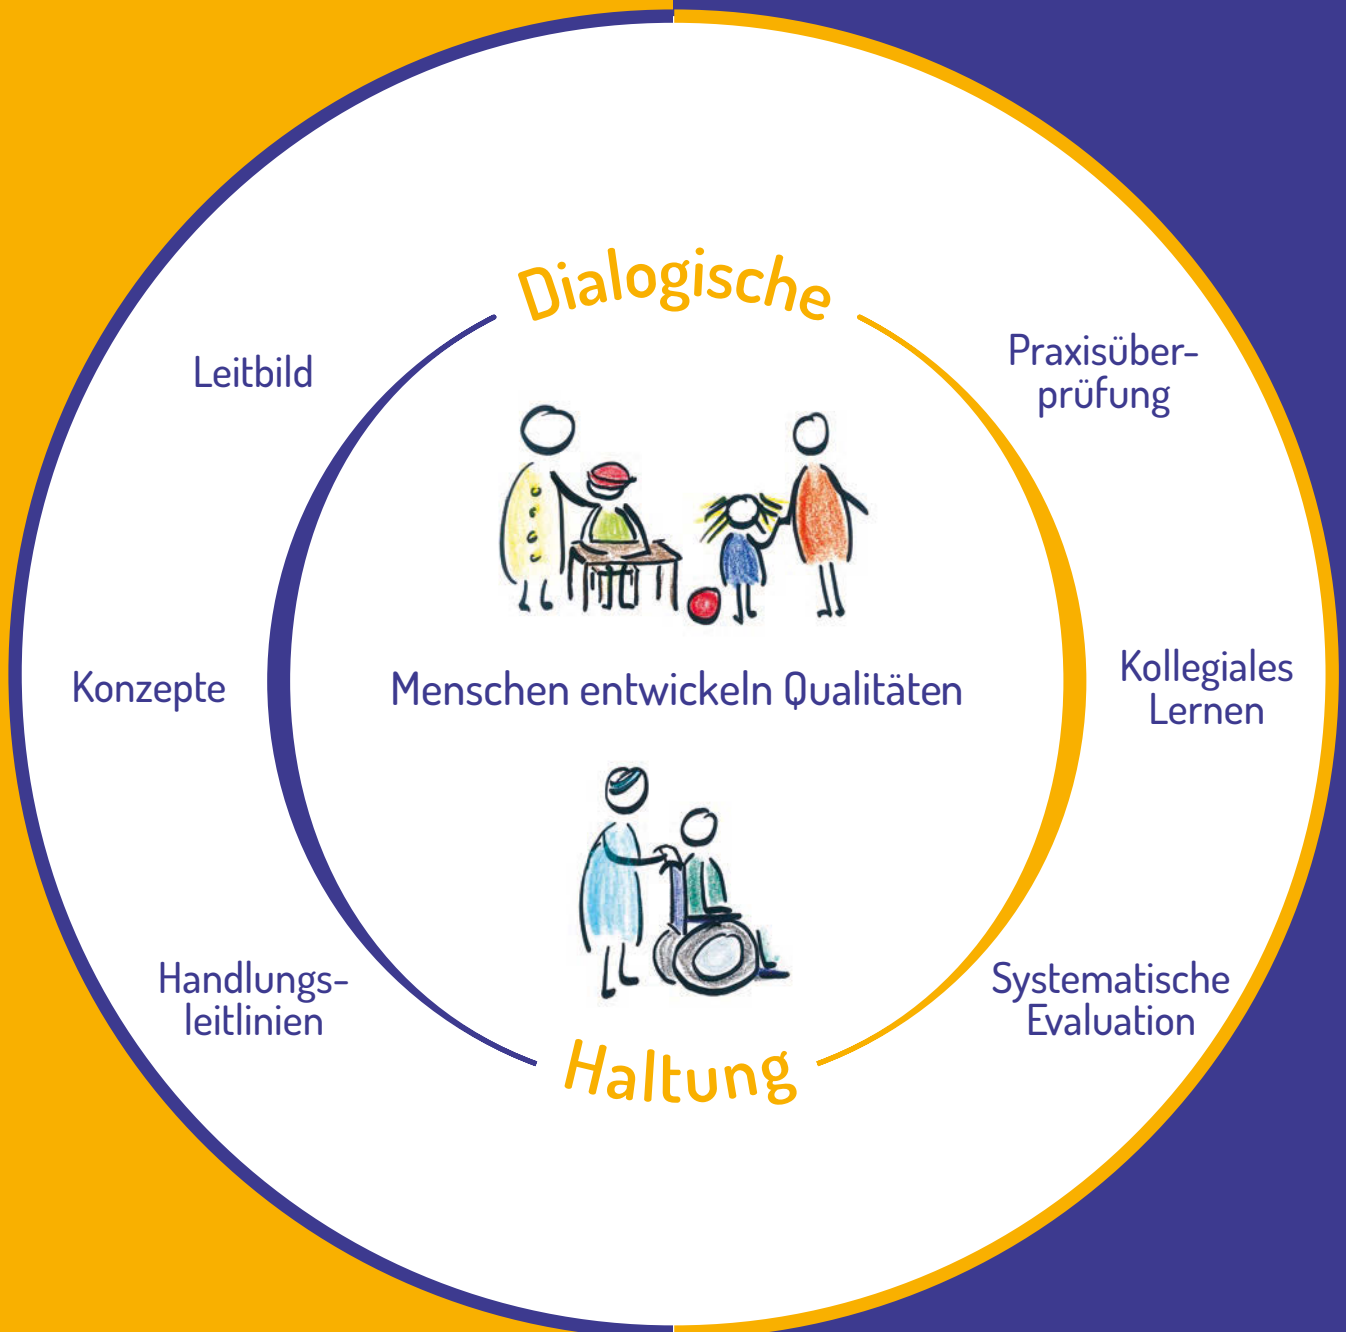 Dialogische
Leitbild
Praxisüber-
prüfung
Konzepte
Menschen entwickeln Qualitäten
Kollegiales
Lernen
Handlungs-
leitlinien
Systematische
Evaluation
Haltung